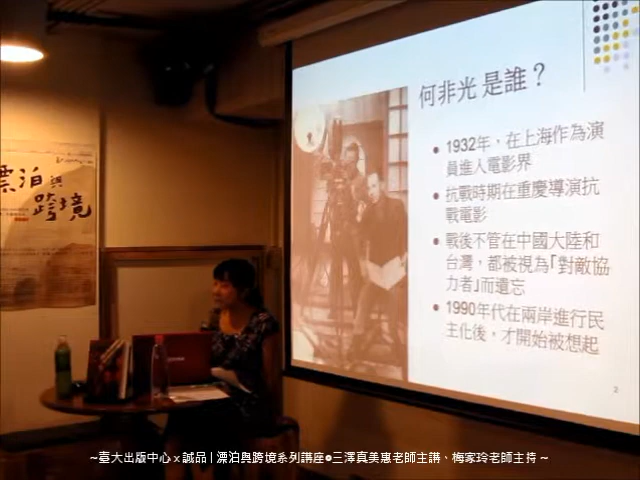 漂泊與
跨境
何非光是誰？
● 1932年，在上海作為演
員進入電影界
● 抗戰時期在重慶導演抗
戰電影
● 戰後不管在中國大陸和
台灣，都被視為「對敵協
力者」而遺忘
● 1990年代在兩岸進行民
主化後，才開始被想起
2
~臺大出版中心 x 誠品 | 漂泊與跨境系列講座●三澤真美惠老師主講、梅家玲老師主持 ~